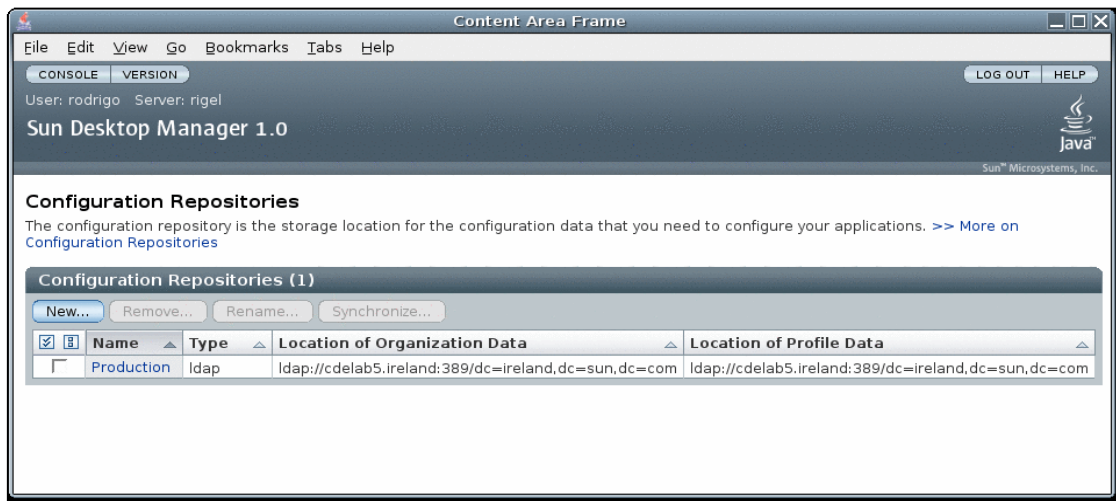 Content Area Frame
File Edit View Go Bookmarks Tabs Help
CONSOLE VERSION LOG OUT HELP
User: rodrigo Server: rigel
Sun Desktop Manager 1.0
Java™
Sun™ Microsystems, Inc.
Configuration Repositories
The configuration repository is the storage location for the configuration data that you need to configure your applications. >> More on
Configuration Repositories
Configuration Repositories (1)
New... Remove... Rename... Synchronize...
Name Type Location of Organization Data Location of Profile Data
Production ldap ldap://cdelab5.ireland:389/dc=ireland,dc=sun,dc=com ldap://cdelab5.ireland:389/dc=ireland,dc=sun,dc=com